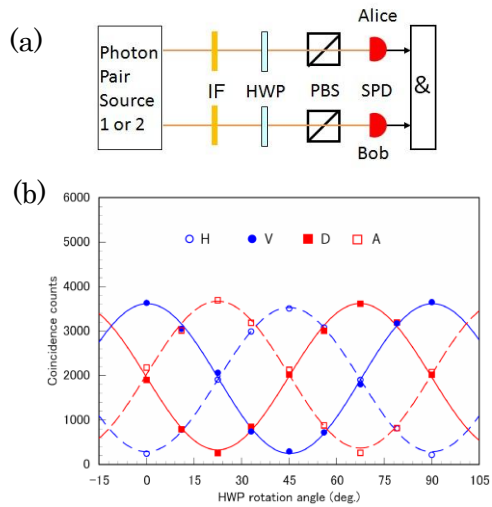 (a)
Alice
Photon
Pair
Source
1 or 2
IF HWP PBS SPD
&
Bob
(b)
6000
5000
H V D A
4000
3000
2000
1000
0
-15 0 15 30 45 60 75 90 105
Coincidence counts
HWP rotation angle (deg.)